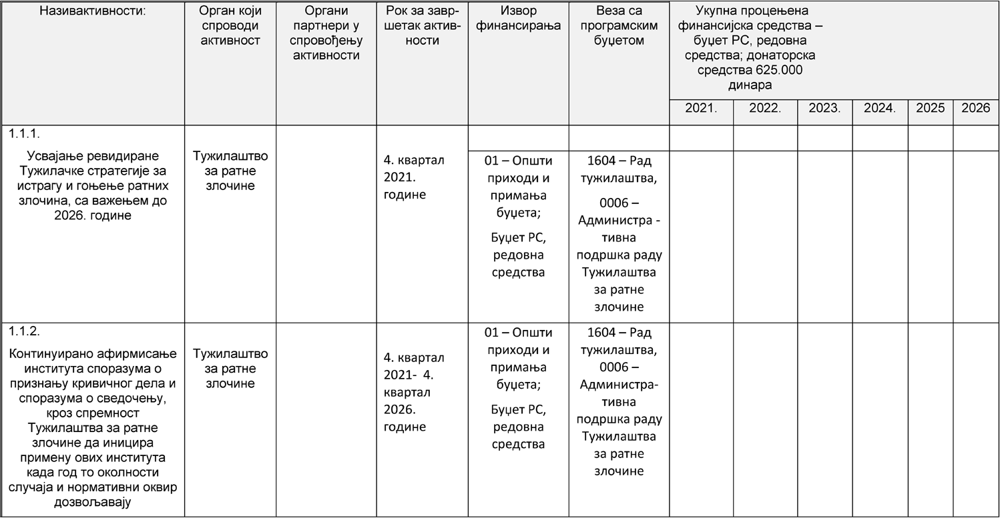 Називактивности:
Орган који
спроводи
активност
Органи
партнери у
спровођењу
активности
Рок за завр-
шетак актив-
ности
Извор
финансирања
Веза са
програмским
буџетом
Укупна процењена
финансијска средства –
буџет РС, редовна
средства; донаторска
средства 625.000
динара
2021.
2022.
2023.
2024.
2025
2026
1.1.1.
Усвајање ревидиране
Тужилачке стратегије за
истрагу и гоњење ратних
злочина, са важењем до
2026. године
Тужилаштво
за ратне
злочине
4. квартал
2021.
године
01 – Општи
приходи и
примања
буџета;
Буџет РС,
редовна
средства
1604 – Рад
тужилаштва,
0006 –
Администра -
тивна
подршка раду
Тужилаштва
за ратне
злочине
1.1.2.
Континуирано афирмисање
института споразума о
признању кривичног дела и
споразума о сведочењу,
кроз спремност
Тужилаштва за ратне
злочине да иницира
примену ових института
када год то околности
случаја и нормативни оквир
дозвољавају
Тужилаштво
за ратне
злочине
4. квартал
2021- 4.
квартал
2026.
године
01 – Општи
приходи и
примања
буџета;
Буџет РС,
редовна
средства
1604 – Рад
тужилаштва,
0006 –
Администра-
тивна
подршка раду
Тужилаштва
за ратне
злочине